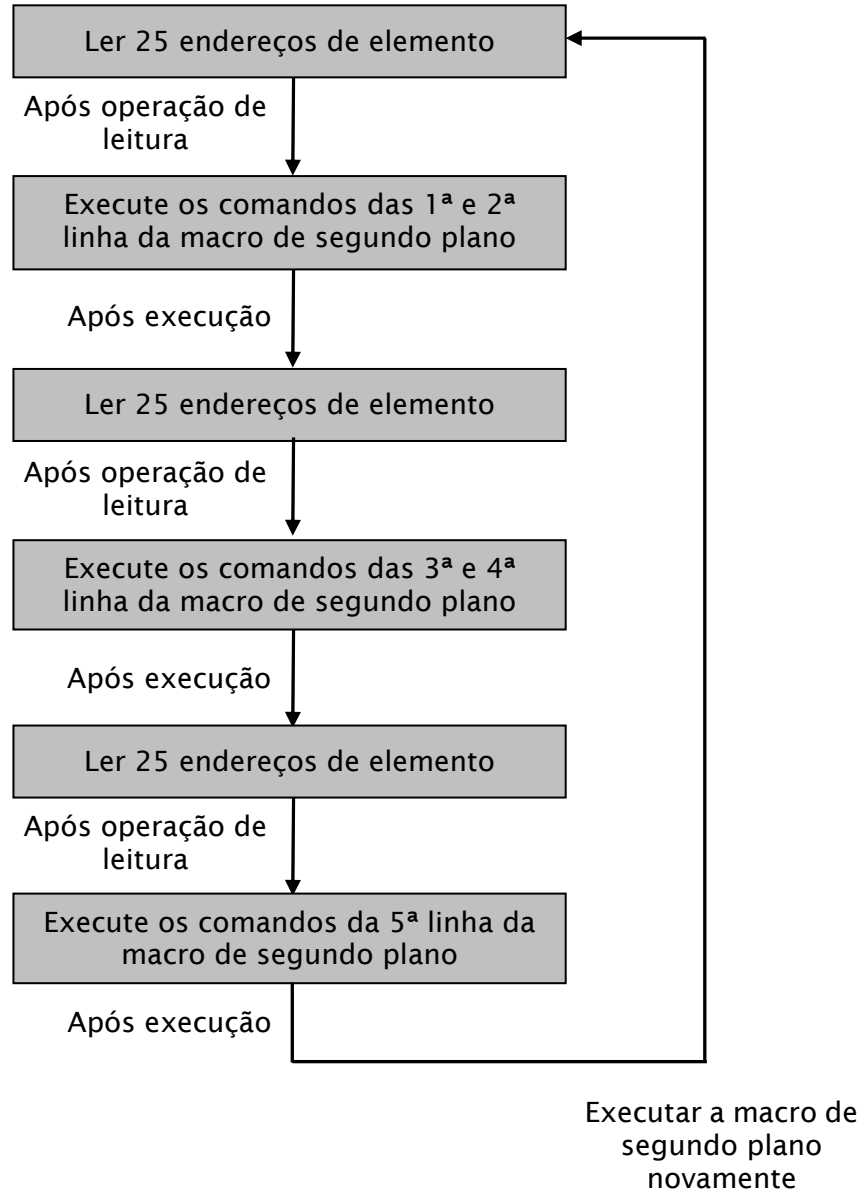 Ler 25 endereços de elemento
Após operação de
leitura
Execute os comandos das 1ª e 2ª
linha da macro de segundo plano
Após execução
Ler 25 endereços de elemento
Após operação de
leitura
Execute os comandos das 3ª e 4ª
linha da macro de segundo plano
Após execução
Ler 25 endereços de elemento
Após operação de
leitura
Execute os comandos da 5ª linha da
macro de segundo plano
Após execução
Executar a macro de
segundo plano
novamente